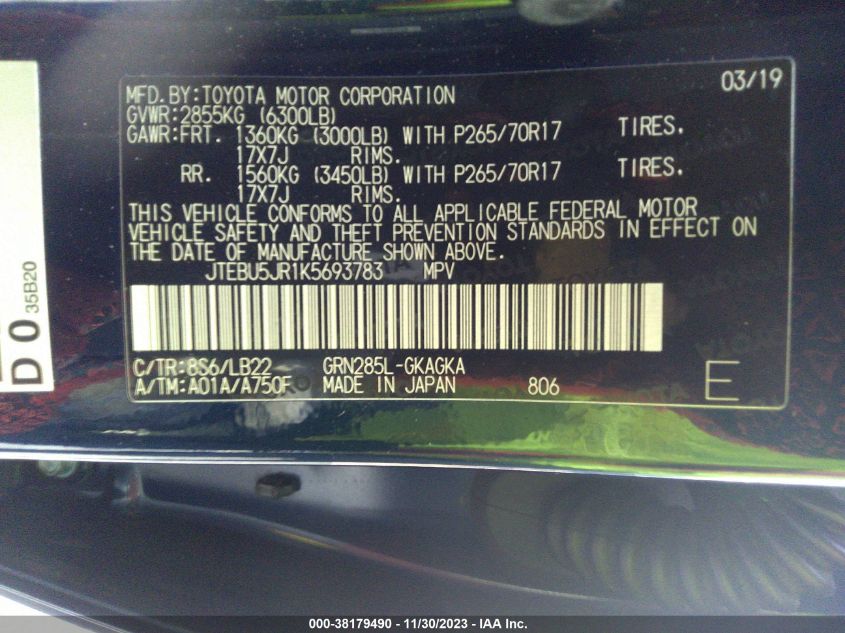 03/19
MFD.BY:TOYOTA MOTOR CORPORATION
GVWR:2855KG (6300LB)
GAWR:FRT. 1360KG (3000LB) WITH P265/70R17 TIRES.
17X7J RIMS.
RR. 1560KG (3450LB) WITH P265/70R17 TIRES.
17X7J RIMS.
THIS VEHICLE CONFORMS TO ALL APPLICABLE FEDERAL MOTOR
VEHICLE SAFETY AND THEFT PREVENTION STANDARDS IN EFFECT ON
THE DATE OF MANUFACTURE SHOWN ABOVE.
JTEBU5JR1K5693783 MPV
C/TR:8S6/LB22 GRN285L-GKAGKA
A/TM:A01A/A750F MADE IN JAPAN 806 E
D0 35B20
000-38179490 - 11/30/2023 - IAA Inc.